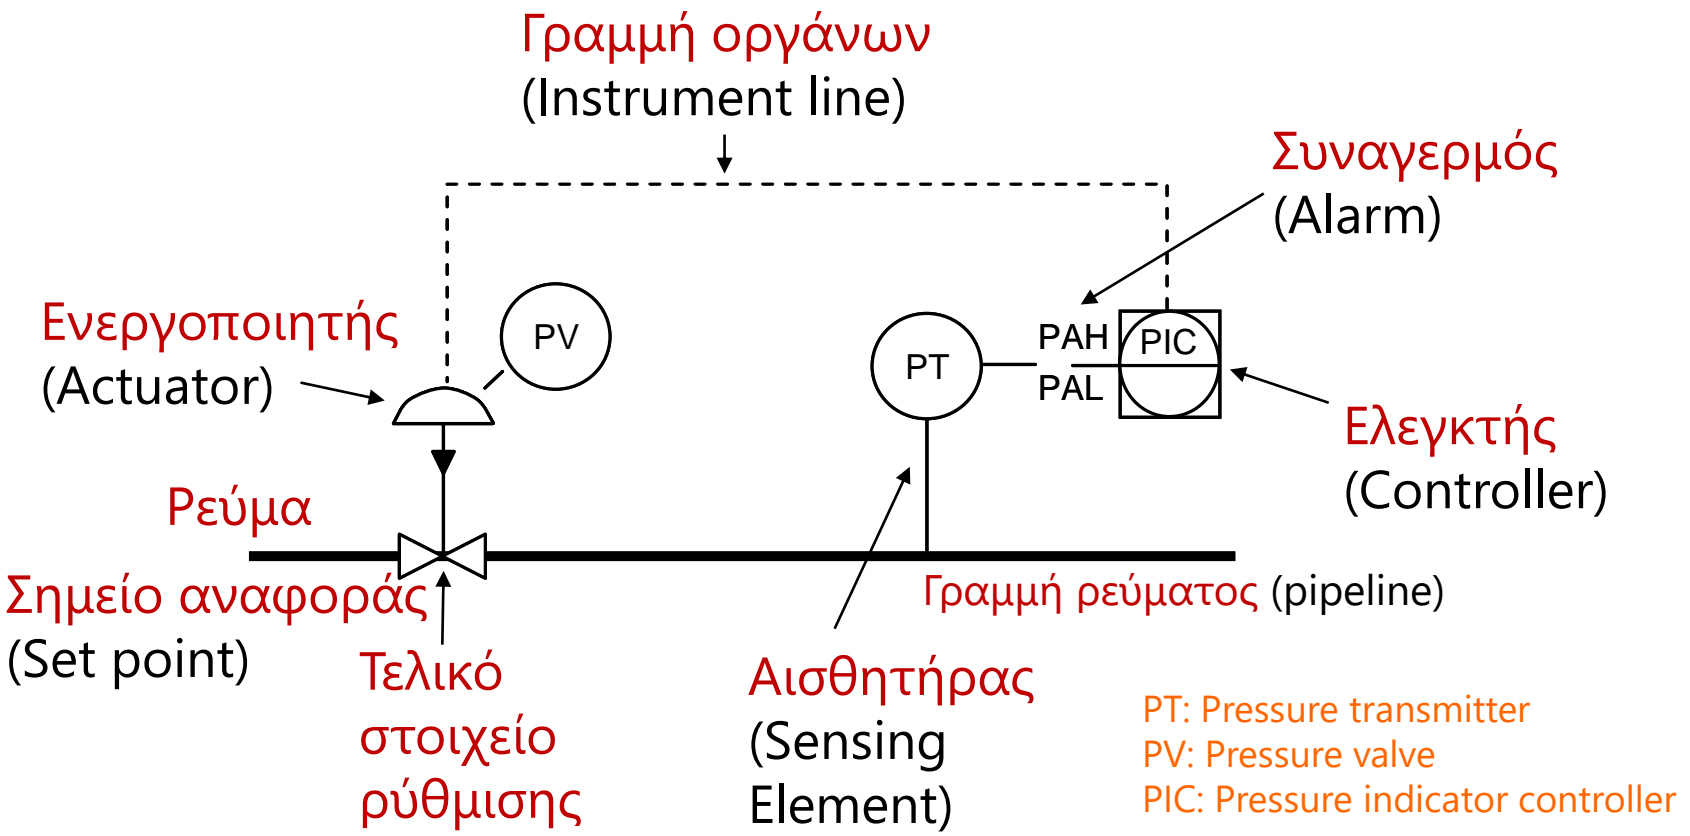 Γραμμή οργάνων
(Instrument line)
Συναγερμός
(Alarm)
Ενεργοποιητής
(Actuator)
PV
PT
PAH
PAL
PIC
Ελεγκτής
(Controller)
Ρεύμα
Σημείο αναφοράς
(Set point)
Γραμμή ρεύματος (pipeline)
Τελικό
στοιχείο
ρύθμισης
Αισθητήρας
(Sensing
Element)
PT: Pressure transmitter
PV: Pressure valve
PIC: Pressure indicator controller